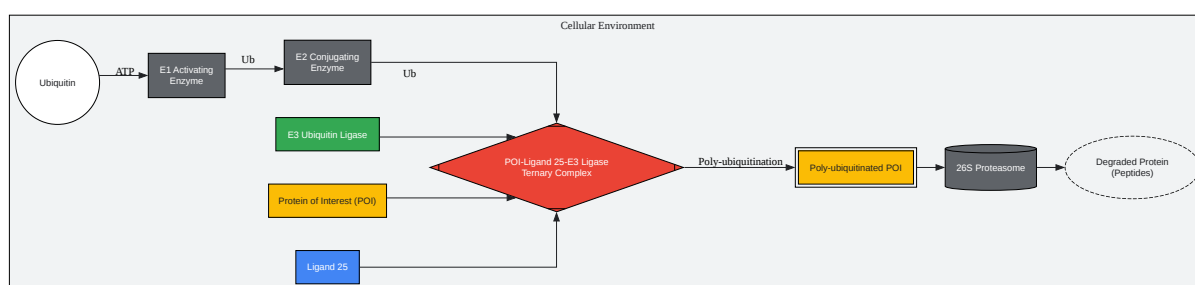 Cellular Environment
Ubiquitin
ATP
E1 Activating
Enzyme
Ub
E2 Conjugating
Enzyme
Ub
E3 Ubiquitin Ligase
Protein of Interest (POI)
Ligand 25
POI-Ligand 25-E3 Ligase
Ternary Complex
Poly-ubiquitination
Poly-ubiquitinated POI
26S Proteasome
Degraded Protein
(Peptides)